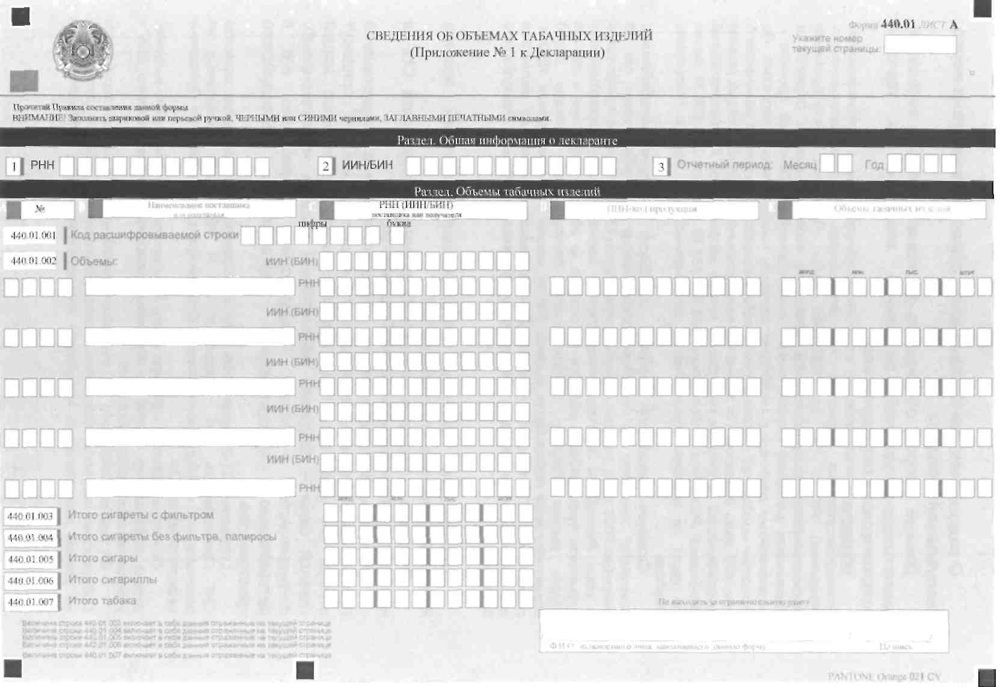 Форма 440.01 ЛИСТ А
СВЕДЕНИЯ ОБ ОБЪЕМАХ ТАБАЧНЫХ ИЗДЕЛИЙ
(Приложение № 1 к Декларации)
Укажите номер
текущей страницы:
Прочитай Правила составления данной формы
ВНИМАНИЕ! Заполнять шариковой или перьевой ручкой, ЧЕРНЫМИ или СИНИМИ чернилами, ЗАГЛАВНЫМИ ПЕЧАТНЫМИ символами.
Раздел. Общая информация о декларанте
1 РНН 2 ИИН/БИН 3 Отчетный период: Месяц Год
Раздел. Объемы табачных изделий
A № B Наименование поставщика C РНН (ИИН/БИН) D ПИН-код продукции E Объемы табачных изделий
или получателя поставщика или получателя
цифры буква
440.01.001 Код расшифровываемой строки
440.01.002 Объемы: ИИН (БИН)
млрд. млн. тыс. штук
РНН
ИИН (БИН)
РНН
ИИН (БИН)
РНН
ИИН (БИН)
РНН
ИИН (БИН)
РНН
млрд. млн. тыс. штук
440.01.003 Итого сигареты с фильтром
440.01.004 Итого сигареты без фильтра, папиросы
440.01.005 Итого сигары
440.01.006 Итого сигариллы
440.01.007 Итого табака
Не выходить за ограничительную рамку
Величина строки 440.01.003 включает в себя данные отраженные на текущей странице
Величина строки 440.01.004 включает в себя данные отраженные на текущей странице
Величина строки 440.01.005 включает в себя данные отраженные на текущей странице
Величина строки 440.01.006 включает в себя данные отраженные на текущей странице
Величина строки 440.01.007 включает в себя данные отраженные на текущей странице
Ф.И.О. должностного лица, заполнившего данную форму Подпись
PANTONE Orange 021 CV